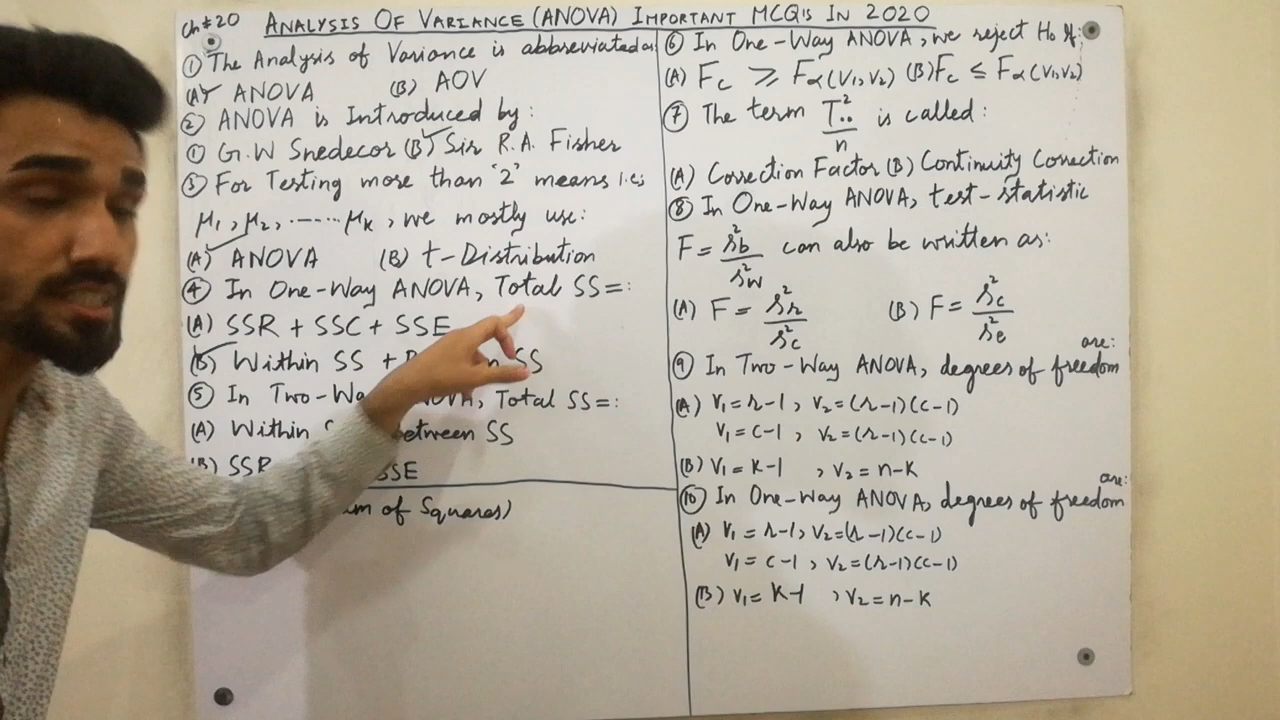 Ch # 20
ANALYSIS OF VARIANCE (ANOVA) IMPORTANT MCQ'S IN 2020
① The Analysis of Variance is abbreviated as:
(A)✓ ANOVA (B) AOV
② ANOVA is Introduced by:
① G.W Snedecor (B)✓ Sir R.A. Fisher
③ For Testing more than "2" means i.e;
μ₁, μ₂, ...... μₖ, we mostly use:
(A)✓ ANOVA (B) t-Distribution
④ In One-Way ANOVA, Total SS=:
(A) SSR + SSC + SSE
(B)✓ Within SS + SS
⑤ In Two-Way ANOVA, Total SS=:
(A) Within Between SS
(B) SSR SSE
of Squares)
⑥ In One-Way ANOVA, we reject H₀ if:
(A) Fc ≥ Fα(V₁,V₂) (B) Fc ≤ Fα(V₁,V₂)
⑦ The term T..²/n is called:
(A) Correction Factor (B) Continuity Correction
⑧ In One-Way ANOVA, test-statistic
F = s²b/s²w can also be written as:
(A) F = s²r/s²c (B) F = s²c/s²e
⑨ In Two-Way ANOVA, degrees of freedom are:
(A) V₁ = r-1, V₂ = (r-1)(c-1)
V₁ = c-1, V₂ = (r-1)(c-1)
(B) V₁ = k-1, V₂ = n-k
⑩ In One-Way ANOVA, degrees of freedom are:
(A) V₁ = r-1, V₂ = (r-1)(c-1)
V₁ = c-1, V₂ = (r-1)(c-1)
(B) V₁ = k-1, V₂ = n-k